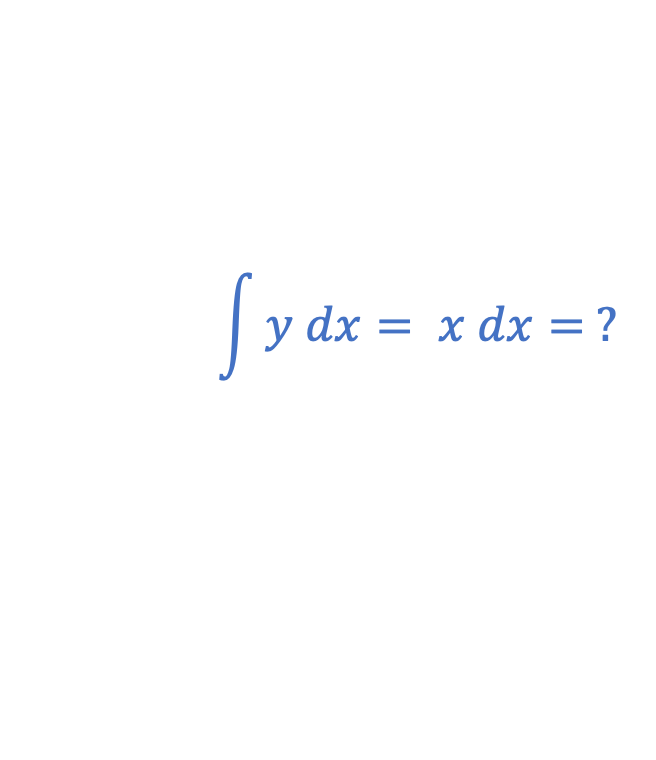 ∫ y dx = x dx = ?